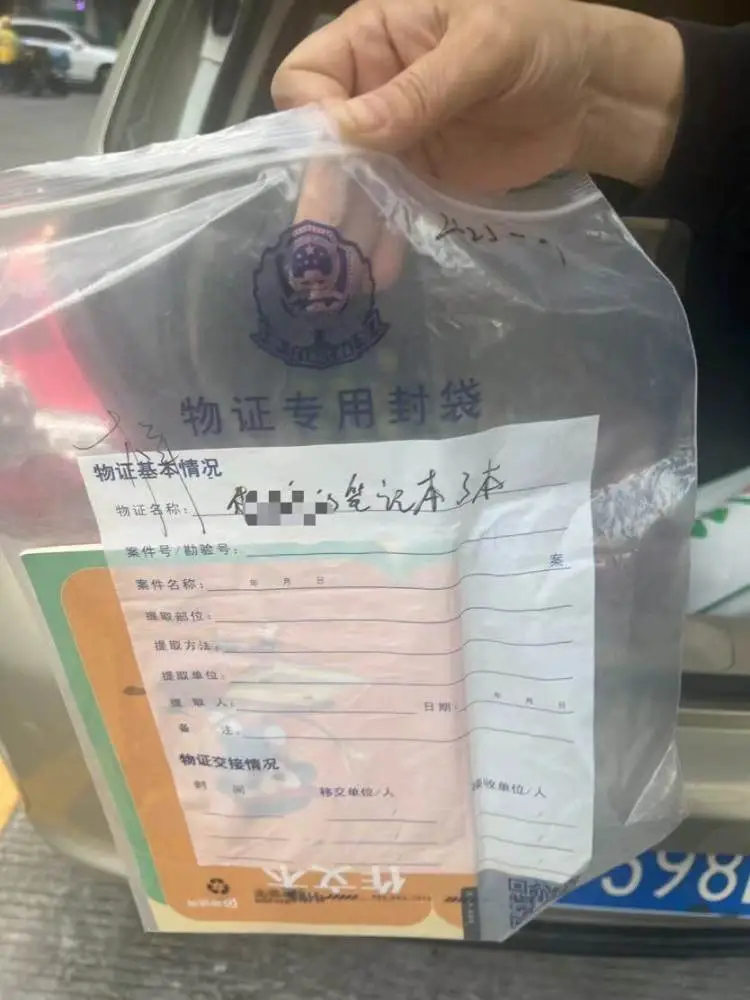 物证专用封袋
物证基本情况
物证名称: 笔记本3本
案件号/勘验号: 案
案件名称: 年 月 日
提取部位:
提取方法:
提取单位:
提取人: 日期: 年 月 日
备 注:
物证交接情况
时 间 移交单位/人 接收单位/人
作文本
598